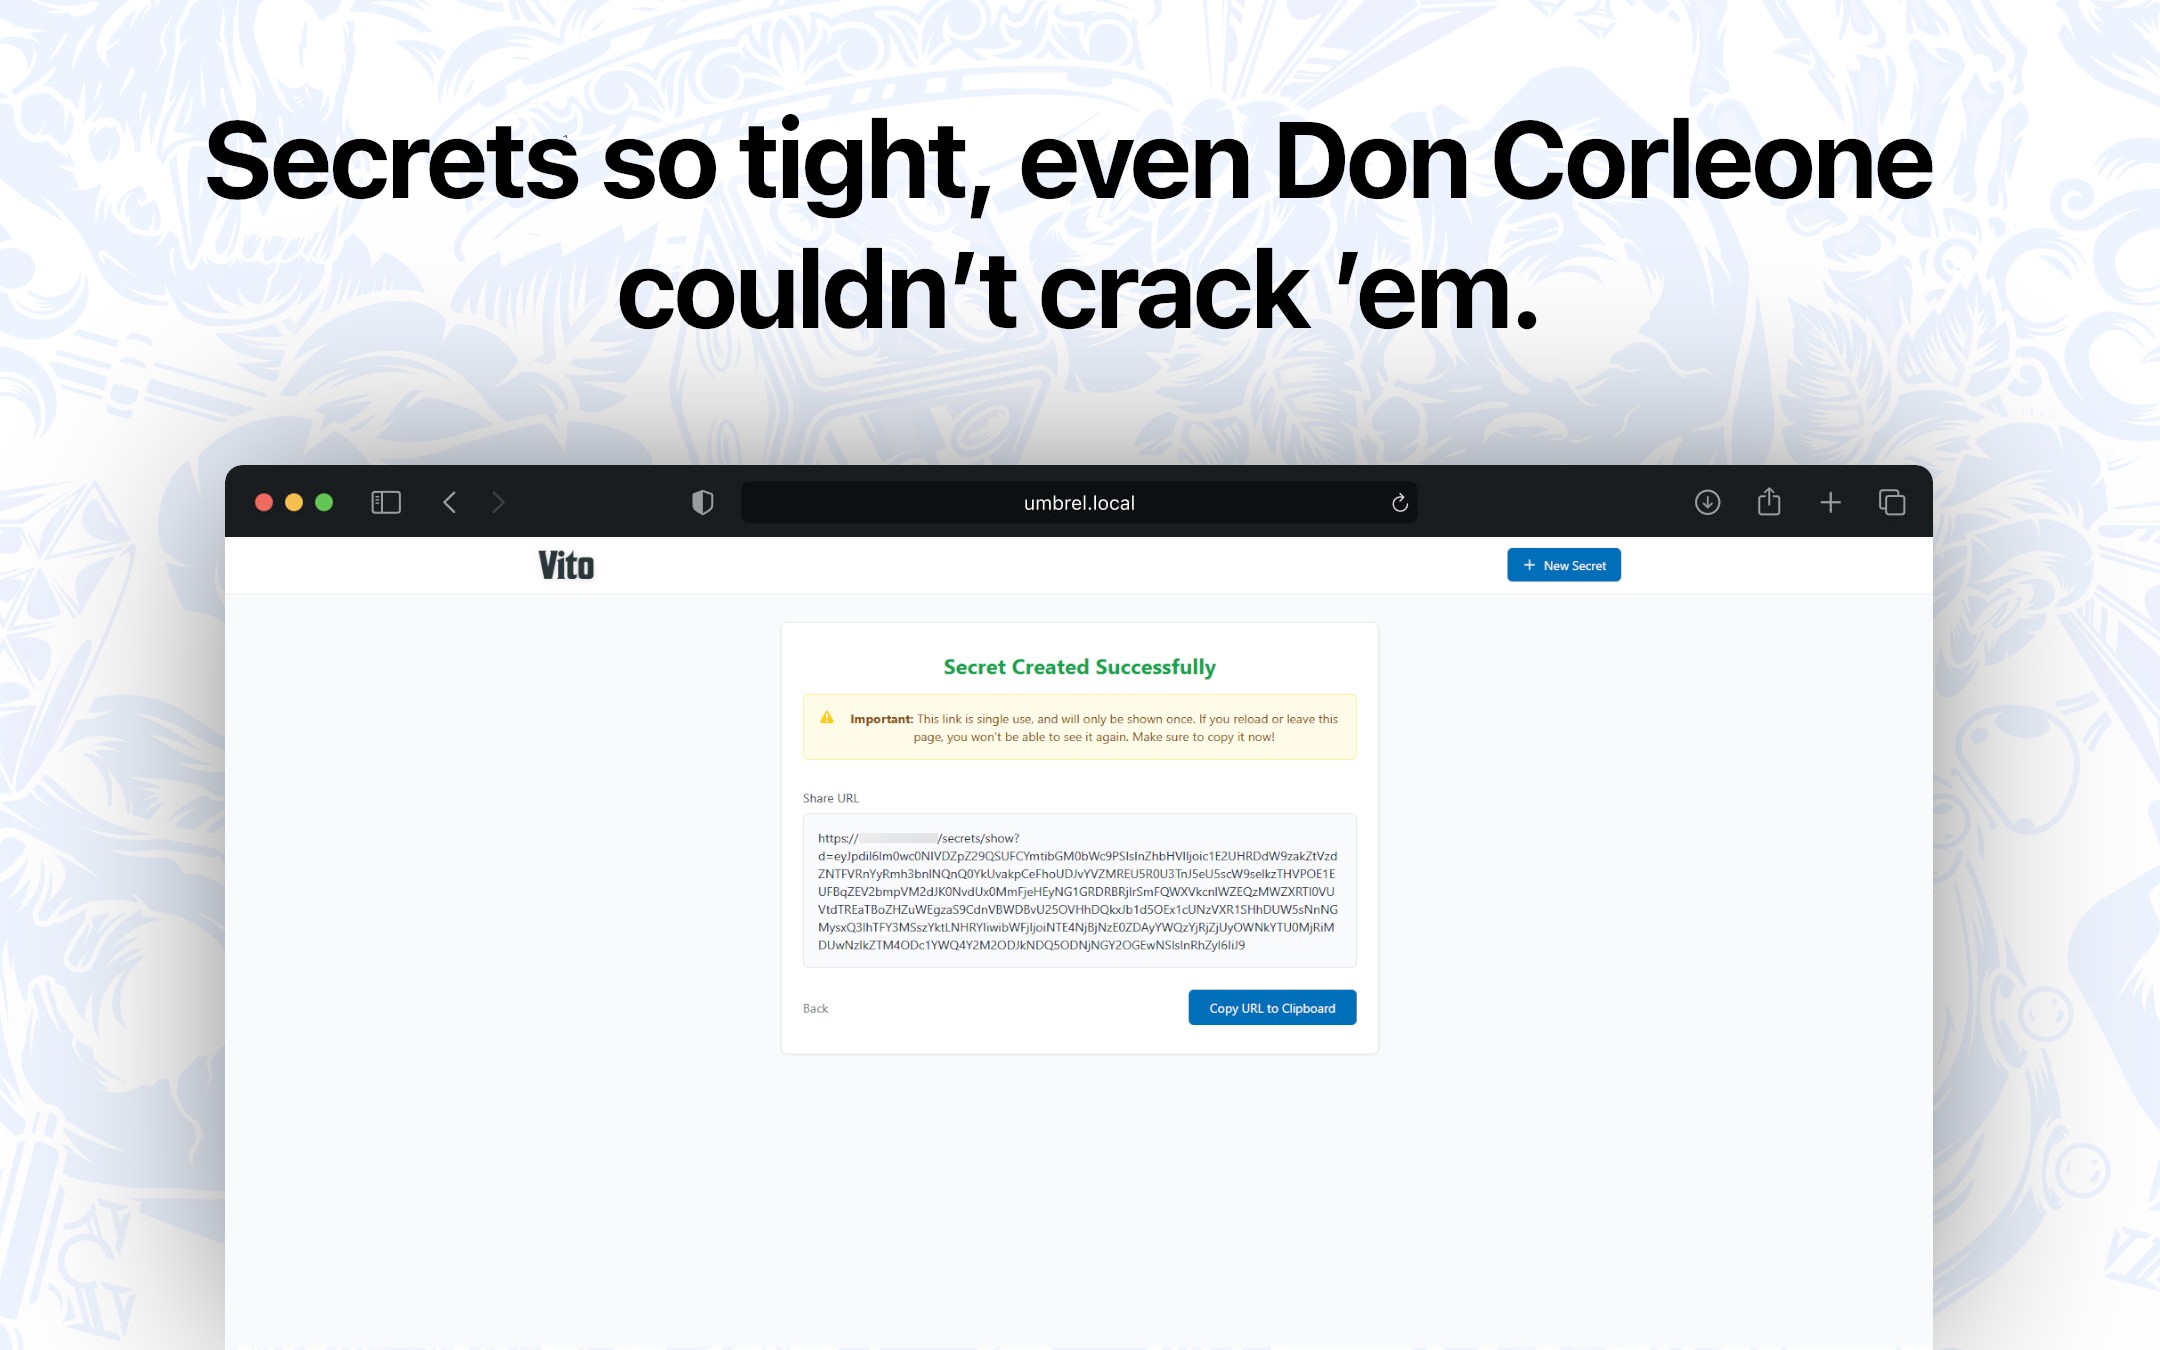 Secrets so tight, even Don Corleone
couldn't crack 'em.
umbrel.local
Vito
+ New Secret
Secret Created Successfully
Important: This link is single use, and will only be shown once. If you reload or leave this
page, you won't be able to see it again. Make sure to copy it now!
Share URL
https:// /secrets/show?
Back
Copy URL to Clipboard